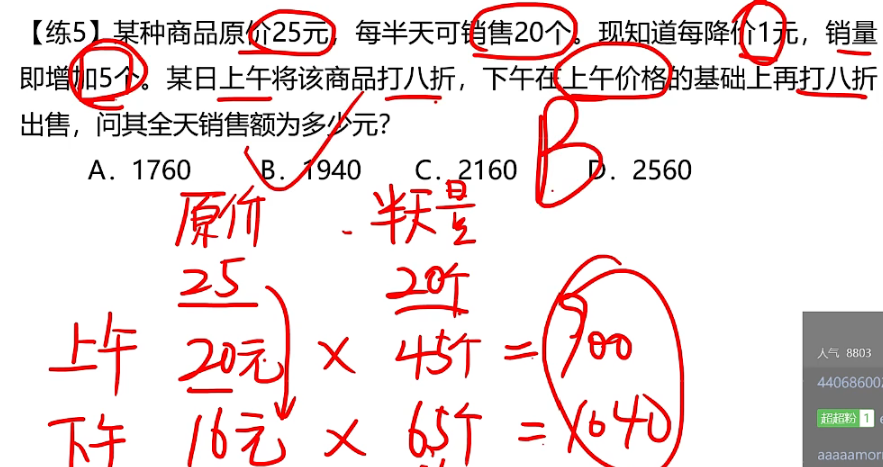 【练5】某种商品原价25元，每半天可销售20个。现知道每降价1元，销量
即增加5个。某日上午将该商品打八折，下午在上午价格的基础上再打八折
出售，问其全天销售额为多少元？
A．1760 B．1940 C．2160 D．2560
B
原价 半天量
25 20个
上午 20元 × 45个 = 900
下午 16元 × 65个 = 1040
人气 8803
44068600
超超粉 1
aaaaamor